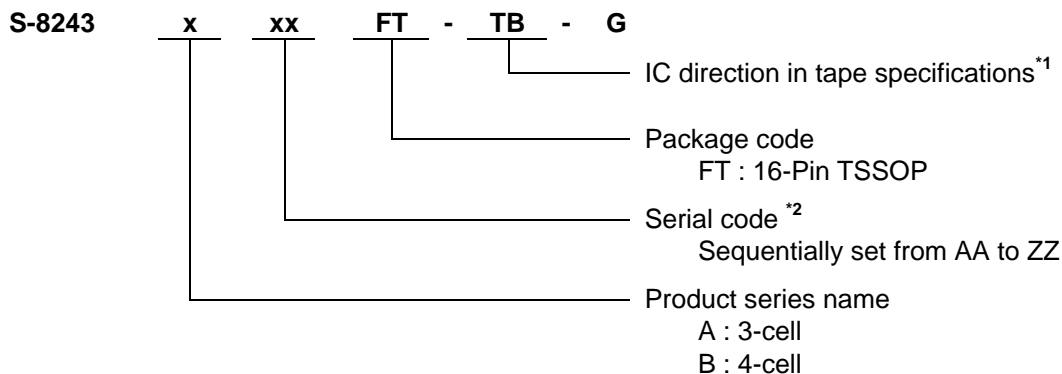 S-8243 x xx FT - TB - G
IC direction in tape specifications*1
Package code
FT : 16-Pin TSSOP
Serial code *2
Sequentially set from AA to ZZ
Product series name
A : 3-cell
B : 4-cell